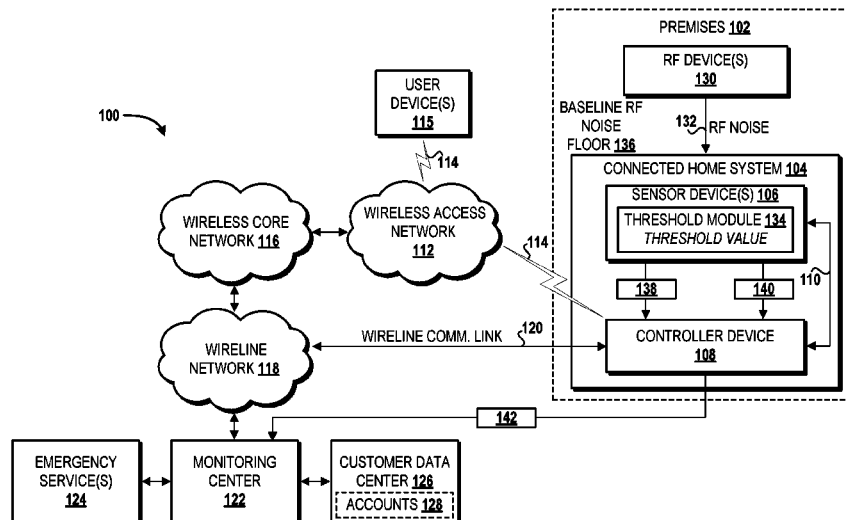 PREMISES 102
RF DEVICE(S)
130
USER
DEVICE(S)
115
100
BASELINE RF
NOISE
FLOOR 136
132
RF NOISE
114
CONNECTED HOME SYSTEM 104
SENSOR DEVICE(S) 106
THRESHOLD MODULE 134
THRESHOLD VALUE
WIRELESS CORE
NETWORK 116
WIRELESS ACCESS
NETWORK
112
114
110
138
140
WIRELINE
NETWORK 118
WIRELINE COMM. LINK
120
CONTROLLER DEVICE
108
142
EMERGENCY
SERVICE(S)
124
MONITORING
CENTER
122
CUSTOMER DATA
CENTER 126
ACCOUNTS 128